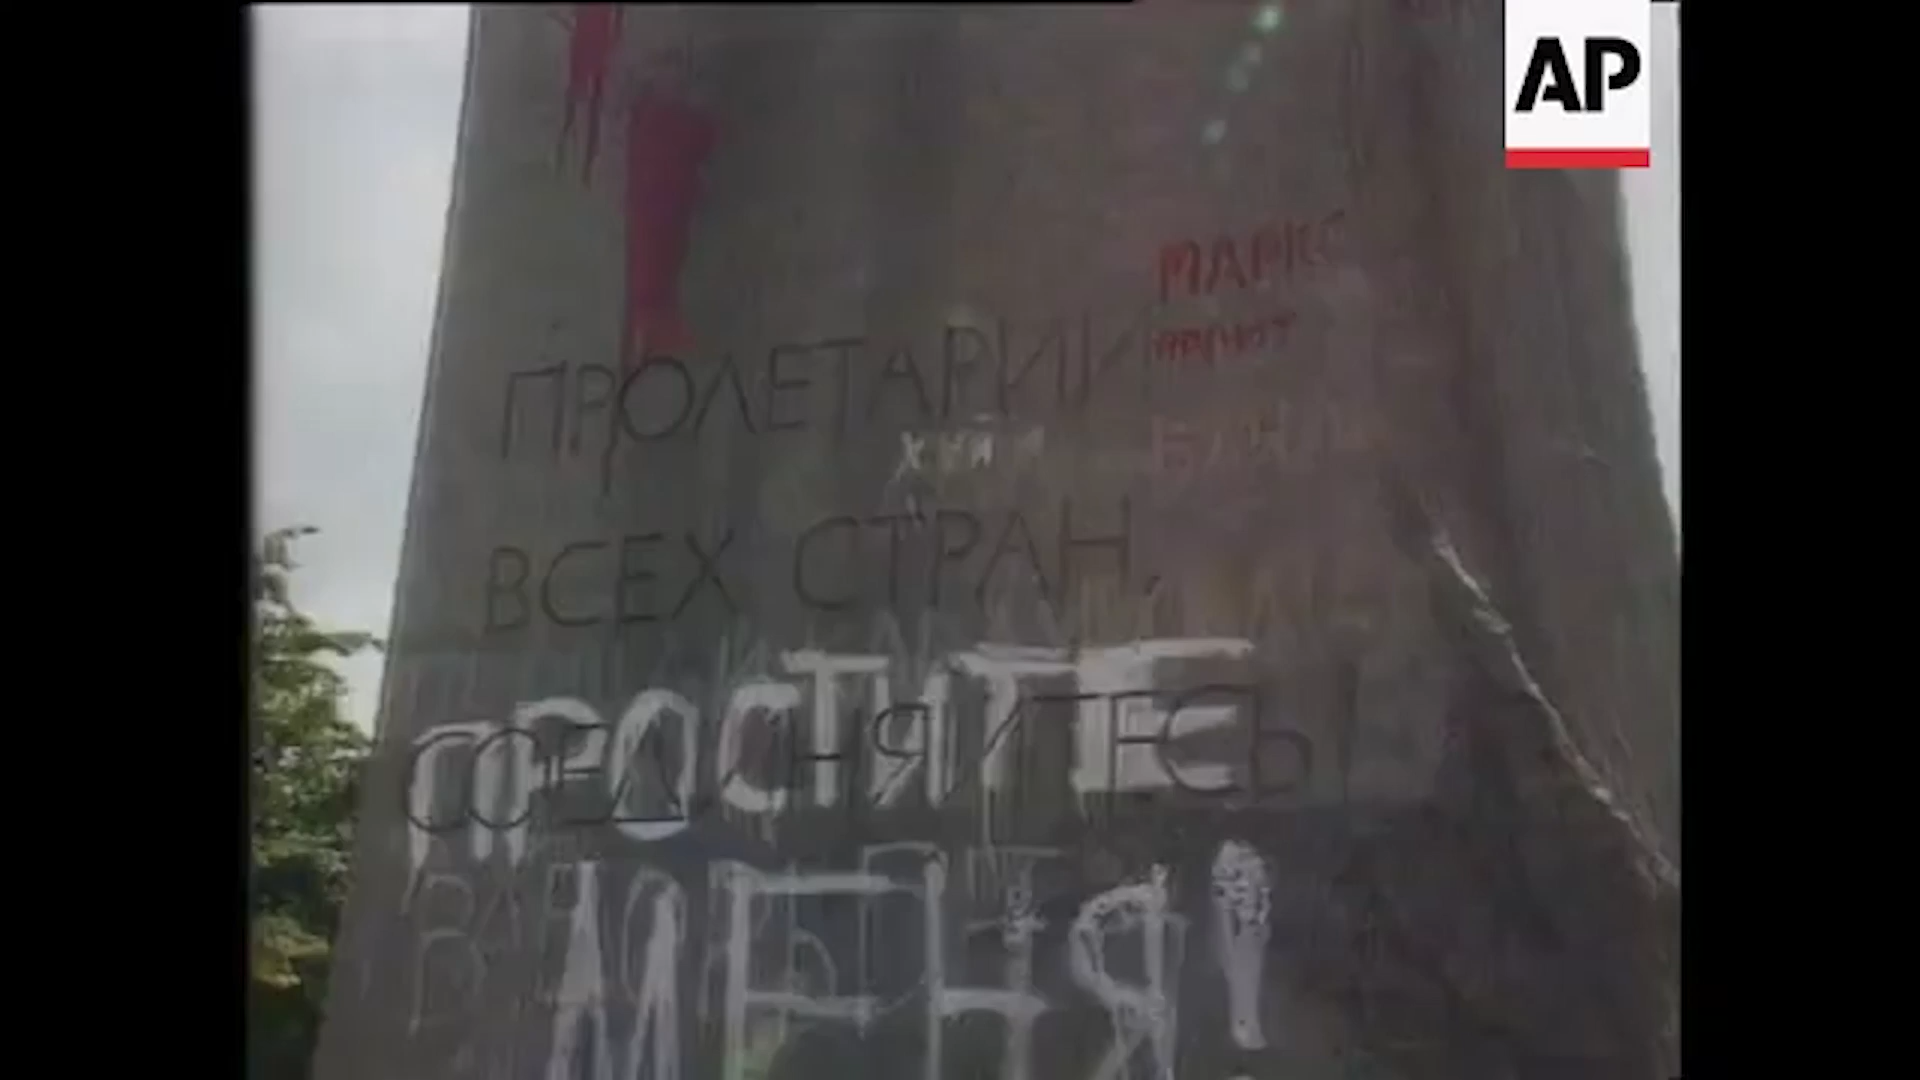 AP
МАРКС
ПРОЛЕТАРИИ
ВСЕХ СТРАН,
ПРОСТИТЕ
СОЕДИНЯЙТЕСЬ!
МЕНЯ!